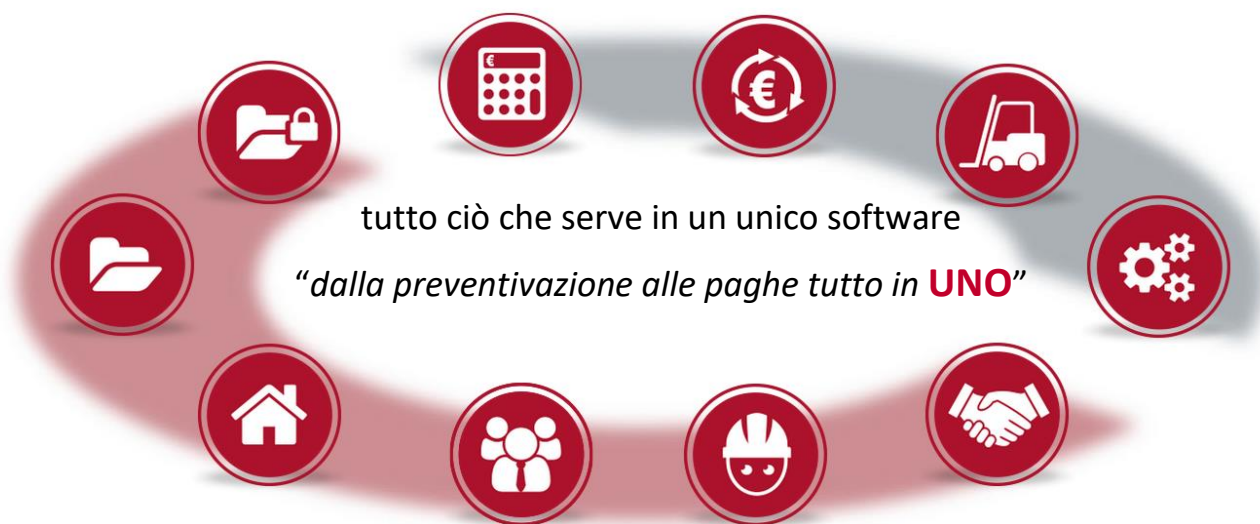 €
€
tutto ciò che serve in un unico software
“dalla preventivazione alle paghe tutto in UNO”